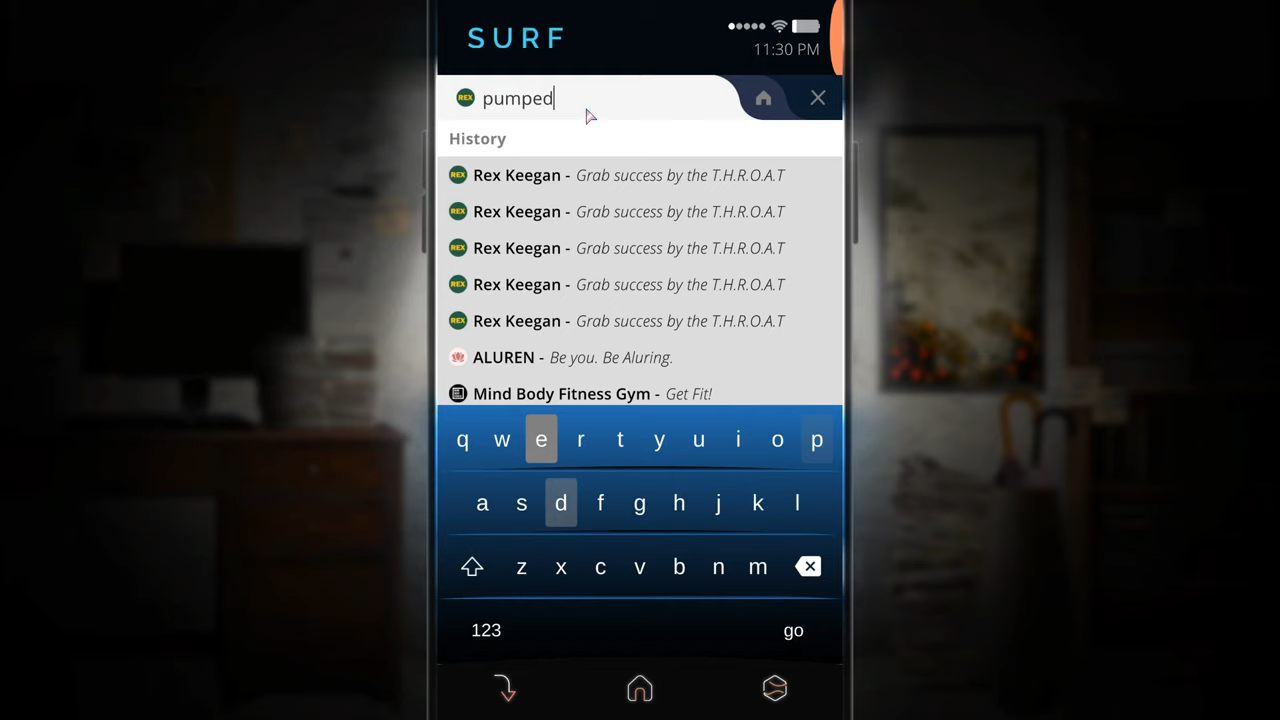 SURF
11:30 PM
REX pumped
History
REX Rex Keegan - Grab success by the T.H.R.O.A.T
REX Rex Keegan - Grab success by the T.H.R.O.A.T
REX Rex Keegan - Grab success by the T.H.R.O.A.T
REX Rex Keegan - Grab success by the T.H.R.O.A.T
REX Rex Keegan - Grab success by the T.H.R.O.A.T
ALUREN - Be you. Be Aluring.
Mind Body Fitness Gym - Get Fit!
q w e r t y u i o p
a s d f g h j k l
z x c v b n m
123 go